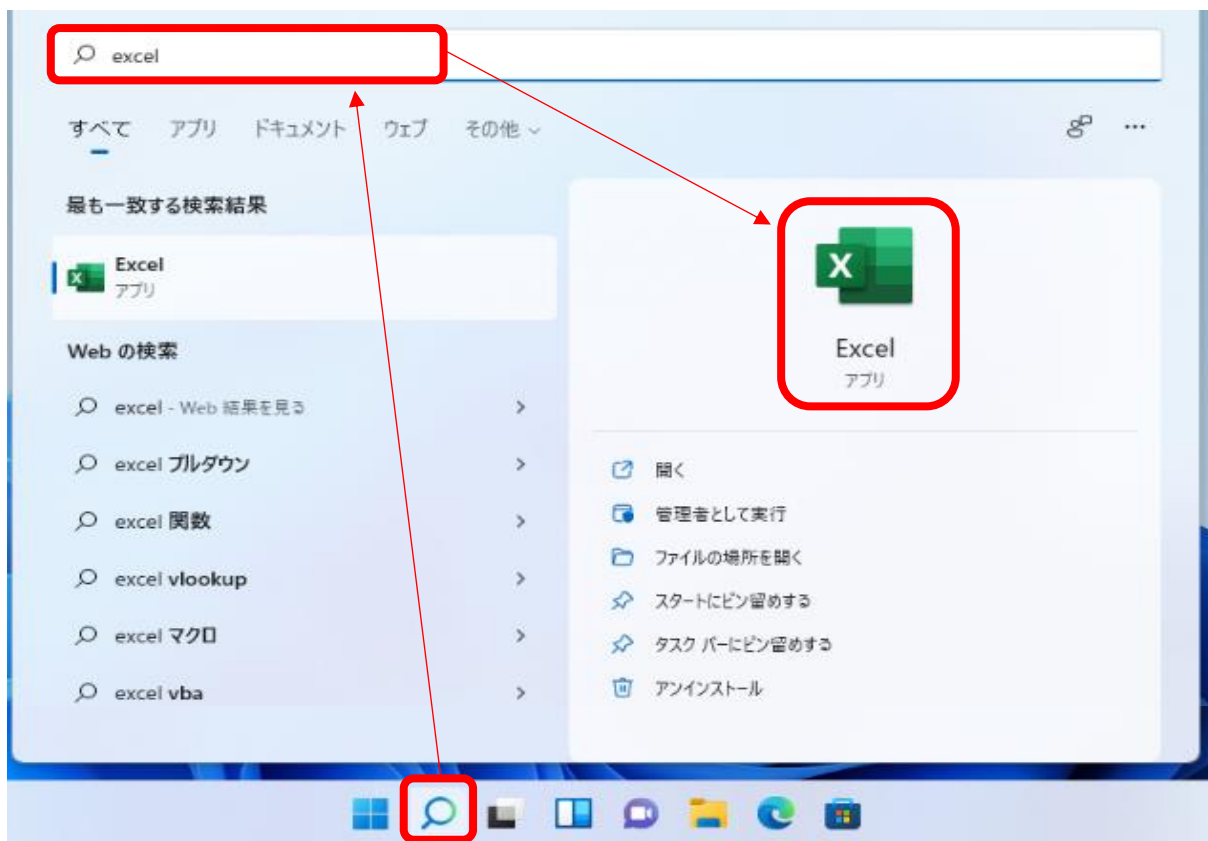 excel
すべて アプリ ドキュメント ウェブ その他
最も一致する検索結果
Excel
アプリ
Web の検索
excel - Web 結果を見る
excel プルダウン
excel 関数
excel vlookup
excel マクロ
excel vba
Excel
アプリ
開く
管理者として実行
ファイルの場所を開く
スタートにピン留めする
タスク バーにピン留めする
アンインストール